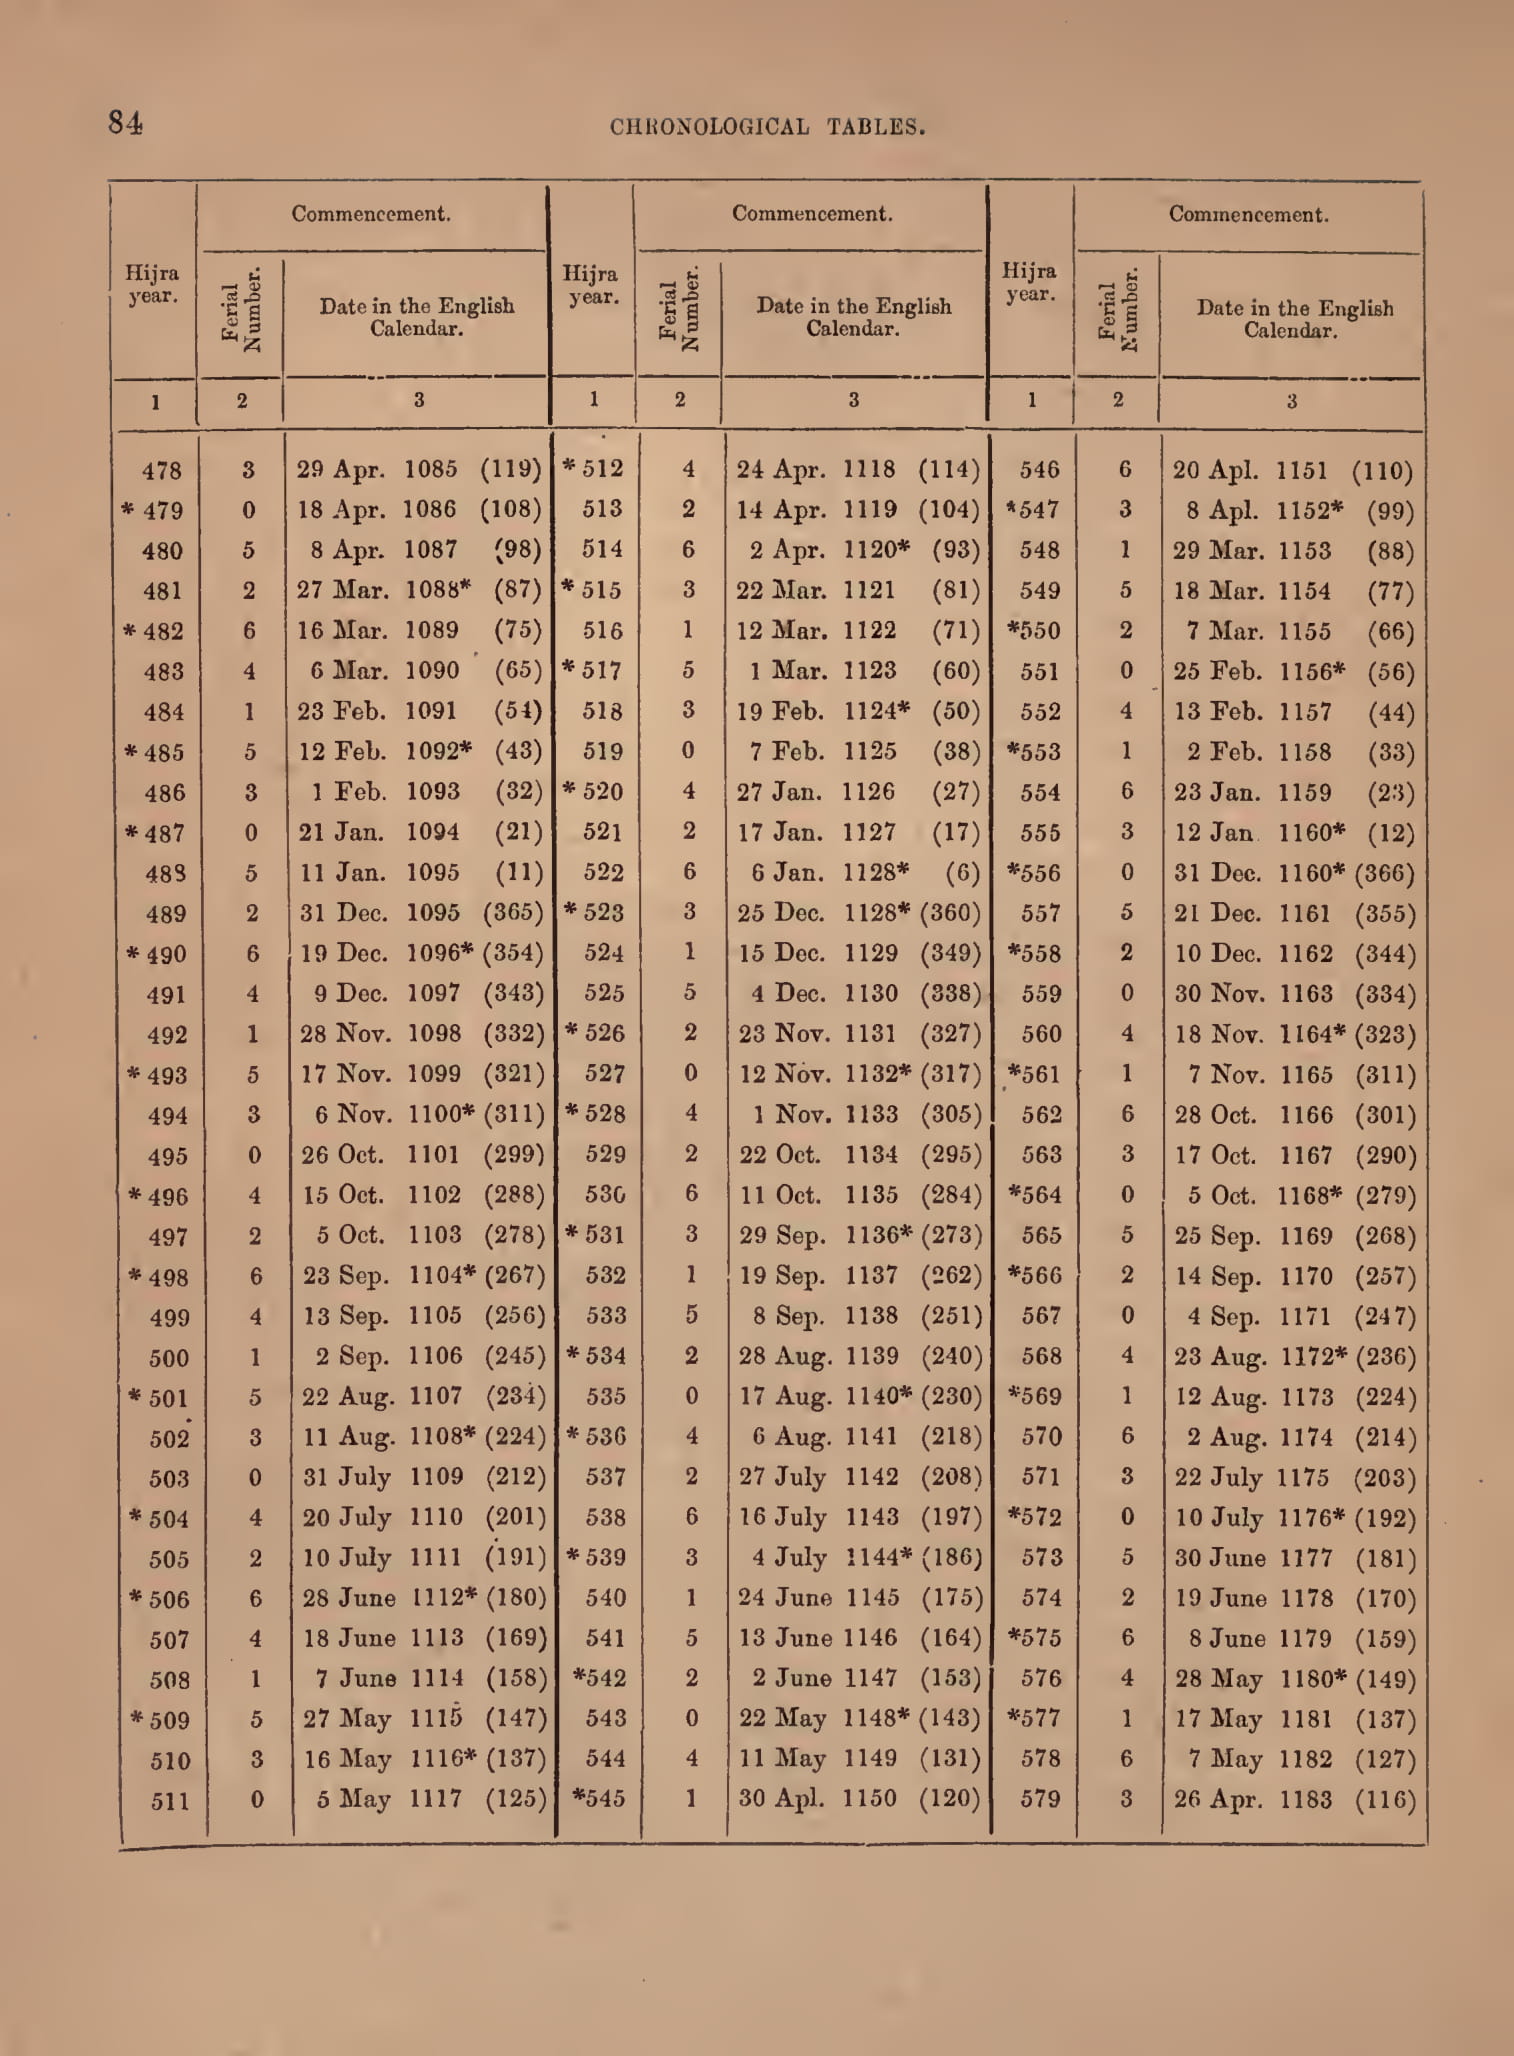 84
CHRONOLOGICAL TABLES.
Hijra year. Commencement. Hijra year. Commencement. Hijra year. Commencement.
Ferial Number. Date in the English Calendar. Ferial Number. Date in the English Calendar. Ferial Number. Date in the English Calendar.
1 2 3 1 2 3 1 2 3
478 3 29 Apr. 1085 (119) * 512 4 24 Apr. 1118 (114) 546 6 20 Apl. 1151 (110)
* 479 0 18 Apr. 1086 (108) 513 2 14 Apr. 1119 (104) *547 3 8 Apl. 1152* (99)
480 5 8 Apr. 1087 (98) 514 6 2 Apr. 1120* (93) 548 1 29 Mar. 1153 (88)
481 2 27 Mar. 1088* (87) * 515 3 22 Mar. 1121 (81) 549 5 18 Mar. 1154 (77)
* 482 6 16 Mar. 1089 (75) 516 1 12 Mar. 1122 (71) *550 2 7 Mar. 1155 (66)
483 4 6 Mar. 1090 (65) * 517 5 1 Mar. 1123 (60) 551 0 25 Feb. 1156* (56)
484 1 23 Feb. 1091 (54) 518 3 19 Feb. 1124* (50) 552 4 13 Feb. 1157 (44)
* 485 5 12 Feb. 1092* (43) 519 0 7 Feb. 1125 (38) *553 1 2 Feb. 1158 (33)
486 3 1 Feb. 1093 (32) * 520 4 27 Jan. 1126 (27) 554 6 23 Jan. 1159 (23)
* 487 0 21 Jan. 1094 (21) 521 2 17 Jan. 1127 (17) 555 3 12 Jan. 1160* (12)
488 5 11 Jan. 1095 (11) 522 6 6 Jan. 1128* (6) *556 0 31 Dec. 1160* (366)
489 2 31 Dec. 1095 (365) * 523 3 25 Dec. 1128* (360) 557 5 21 Dec. 1161 (355)
* 490 6 19 Dec. 1096* (354) 524 1 15 Dec. 1129 (349) *558 2 10 Dec. 1162 (344)
491 4 9 Dec. 1097 (343) 525 5 4 Dec. 1130 (338) 559 0 30 Nov. 1163 (334)
492 1 28 Nov. 1098 (332) * 526 2 23 Nov. 1131 (327) 560 4 18 Nov. 1164* (323)
* 493 5 17 Nov. 1099 (321) 527 0 12 Nov. 1132* (317) *561 1 7 Nov. 1165 (311)
494 3 6 Nov. 1100* (311) * 528 4 1 Nov. 1133 (305) 562 6 28 Oct. 1166 (301)
495 0 26 Oct. 1101 (299) 529 2 22 Oct. 1134 (295) 563 3 17 Oct. 1167 (290)
* 496 4 15 Oct. 1102 (288) 530 6 11 Oct. 1135 (284) *564 0 5 Oct. 1168* (279)
497 2 5 Oct. 1103 (278) * 531 3 29 Sep. 1136* (273) 565 5 25 Sep. 1169 (268)
* 498 6 23 Sep. 1104* (267) 532 1 19 Sep. 1137 (262) *566 2 14 Sep. 1170 (257)
499 4 13 Sep. 1105 (256) 533 5 8 Sep. 1138 (251) 567 0 4 Sep. 1171 (247)
500 1 2 Sep. 1106 (245) * 534 2 28 Aug. 1139 (240) 568 4 23 Aug. 1172* (236)
* 501 5 22 Aug. 1107 (234) 535 0 17 Aug. 1140* (230) *569 1 12 Aug. 1173 (224)
502 3 11 Aug. 1108* (224) * 536 4 6 Aug. 1141 (218) 570 6 2 Aug. 1174 (214)
503 0 31 July 1109 (212) 537 2 27 July 1142 (208) 571 3 22 July 1175 (203)
* 504 4 20 July 1110 (201) 538 6 16 July 1143 (197) *572 0 10 July 1176* (192)
505 2 10 July 1111 (191) * 539 3 4 July 1144* (186) 573 5 30 June 1177 (181)
* 506 6 28 June 1112* (180) 540 1 24 June 1145 (175) 574 2 19 June 1178 (170)
507 4 18 June 1113 (169) 541 5 13 June 1146 (164) *575 6 8 June 1179 (159)
508 1 7 June 1114 (158) *542 2 2 June 1147 (153) 576 4 28 May 1180* (149)
* 509 5 27 May 1115 (147) 543 0 22 May 1148* (143) *577 1 17 May 1181 (137)
510 3 16 May 1116* (137) 544 4 11 May 1149 (131) 578 6 7 May 1182 (127)
511 0 5 May 1117 (125) *545 1 30 Apl. 1150 (120) 579 3 26 Apr. 1183 (116)